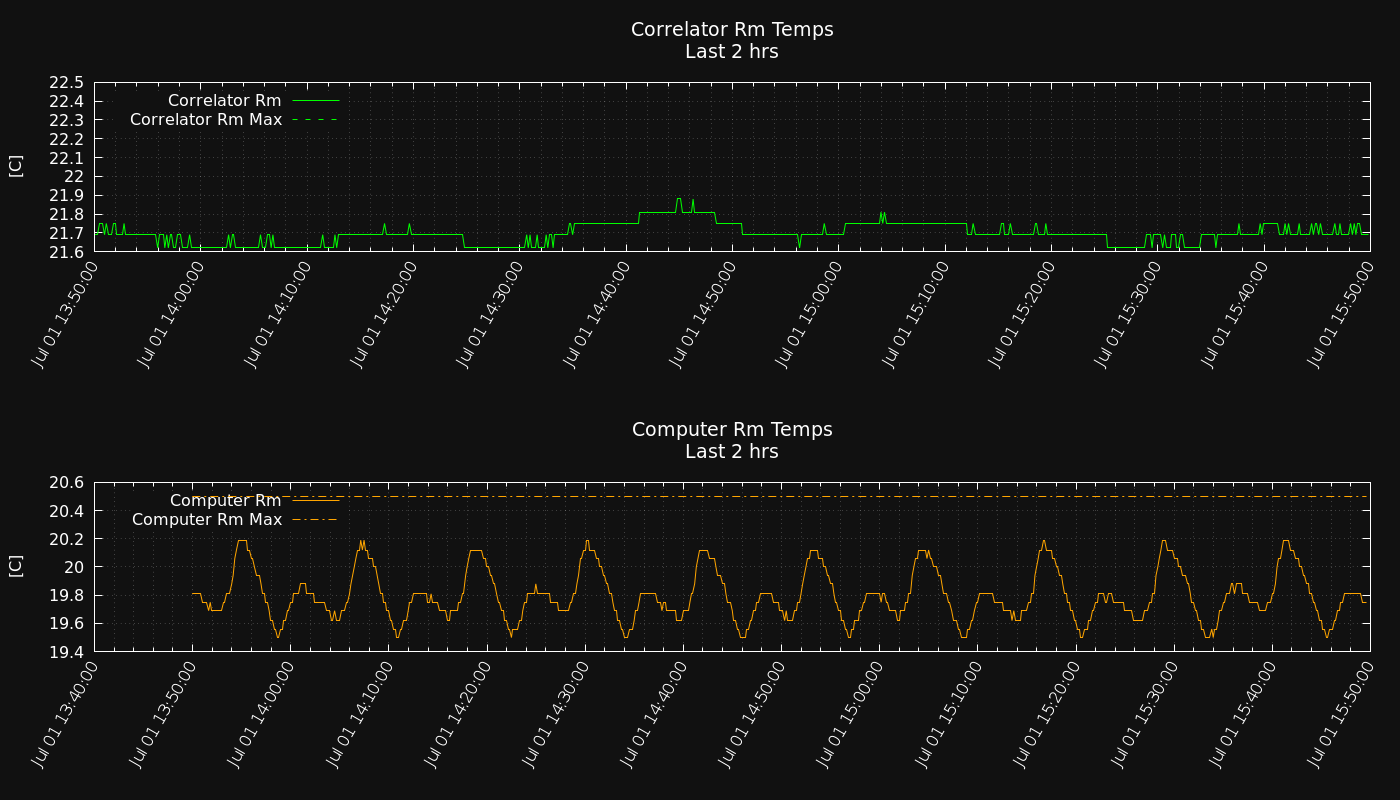 Correlator Rm Temps
Last 2 hrs
22.5
22.4
22.3
22.2
22.1
22
21.9
21.8
21.7
21.6
[C]
Correlator Rm
Correlator Rm Max
Jul 01 13:50:00
Jul 01 14:00:00
Jul 01 14:10:00
Jul 01 14:20:00
Jul 01 14:30:00
Jul 01 14:40:00
Jul 01 14:50:00
Jul 01 15:00:00
Jul 01 15:10:00
Jul 01 15:20:00
Jul 01 15:30:00
Jul 01 15:40:00
Jul 01 15:50:00
Computer Rm Temps
Last 2 hrs
20.6
20.4
20.2
20
19.8
19.6
19.4
[C]
Computer Rm
Computer Rm Max
Jul 01 13:40:00
Jul 01 13:50:00
Jul 01 14:00:00
Jul 01 14:10:00
Jul 01 14:20:00
Jul 01 14:30:00
Jul 01 14:40:00
Jul 01 14:50:00
Jul 01 15:00:00
Jul 01 15:10:00
Jul 01 15:20:00
Jul 01 15:30:00
Jul 01 15:40:00
Jul 01 15:50:00